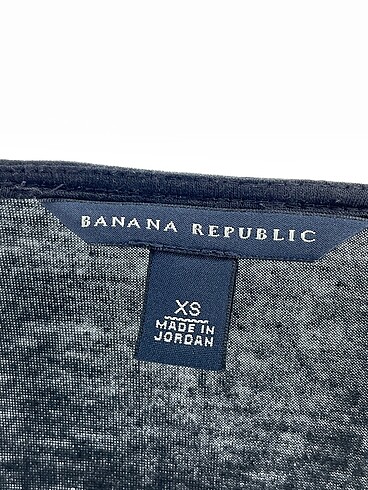 BANANA REPUBLIC
XS
MADE IN
JORDAN